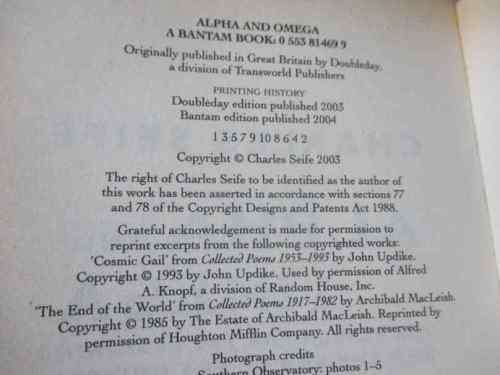 ALPHA AND OMEGA
A BANTAM BOOK: 0 553 81469 9
Originally published in Great Britain by Doubleday,
a division of Transworld Publishers
PRINTING HISTORY
Doubleday edition published 2003
Bantam edition published 2004
1 3 5 7 9 10 8 6 4 2
Copyright © Charles Seife 2003
The right of Charles Seife to be identified as the author of
this work has been asserted in accordance with sections 77
and 78 of the Copyright Designs and Patents Act 1988.
Grateful acknowledgement is made for permission to
reprint excerpts from the following copyrighted works:
'Cosmic Gail' from Collected Poems 1953–1993 by John Updike.
Copyright © 1993 by John Updike. Used by permission of Alfred
A. Knopf, a division of Random House, Inc.
'The End of the World' from Collected Poems 1917–1982 by Archibald MacLeish.
Copyright © 1985 by The Estate of Archibald MacLeish. Reprinted by
permission of Houghton Mifflin Company. All rights reserved.
Photograph credits
Southern Observatory: photos 1–5